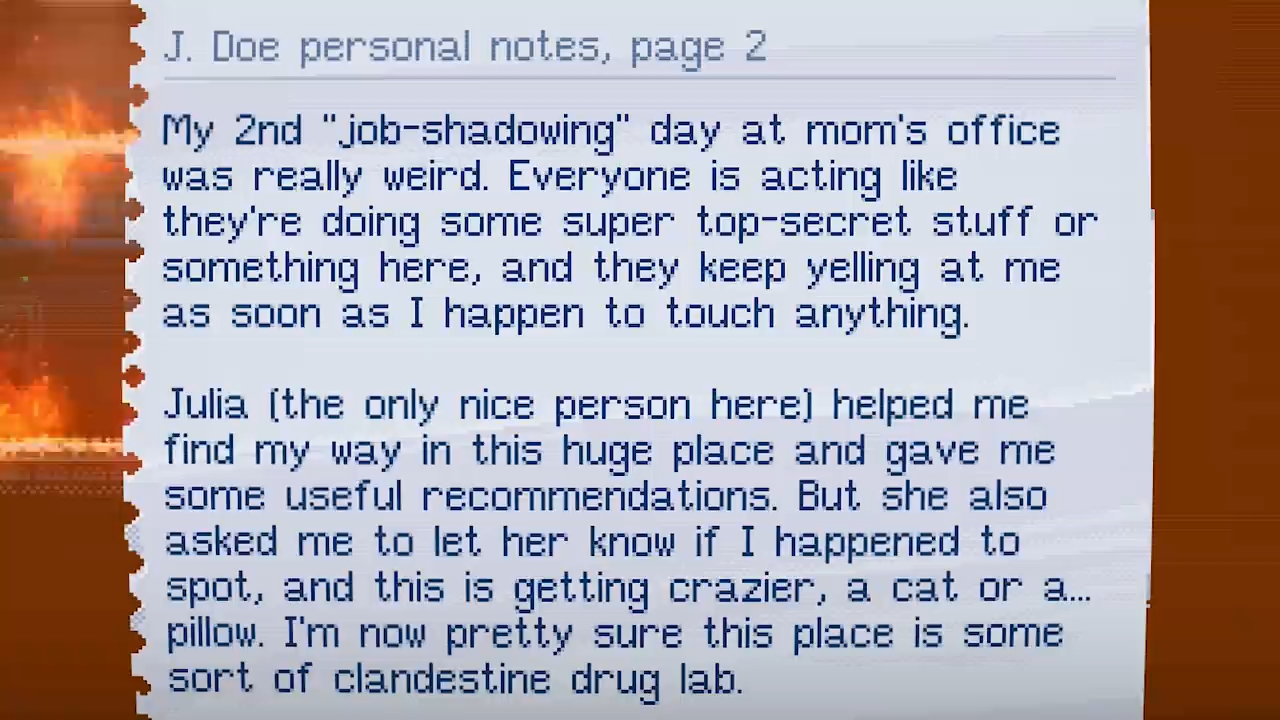 J. Doe personal notes, page 2
My 2nd "job-shadowing" day at mom's office
was really weird. Everyone is acting like
they're doing some super top-secret stuff or
something here, and they keep yelling at me
as soon as I happen to touch anything.
Julia (the only nice person here) helped me
find my way in this huge place and gave me
some useful recommendations. But she also
asked me to let her know if I happened to
spot, and this is getting crazier, a cat or a...
pillow. I'm now pretty sure this place is some
sort of clandestine drug lab.